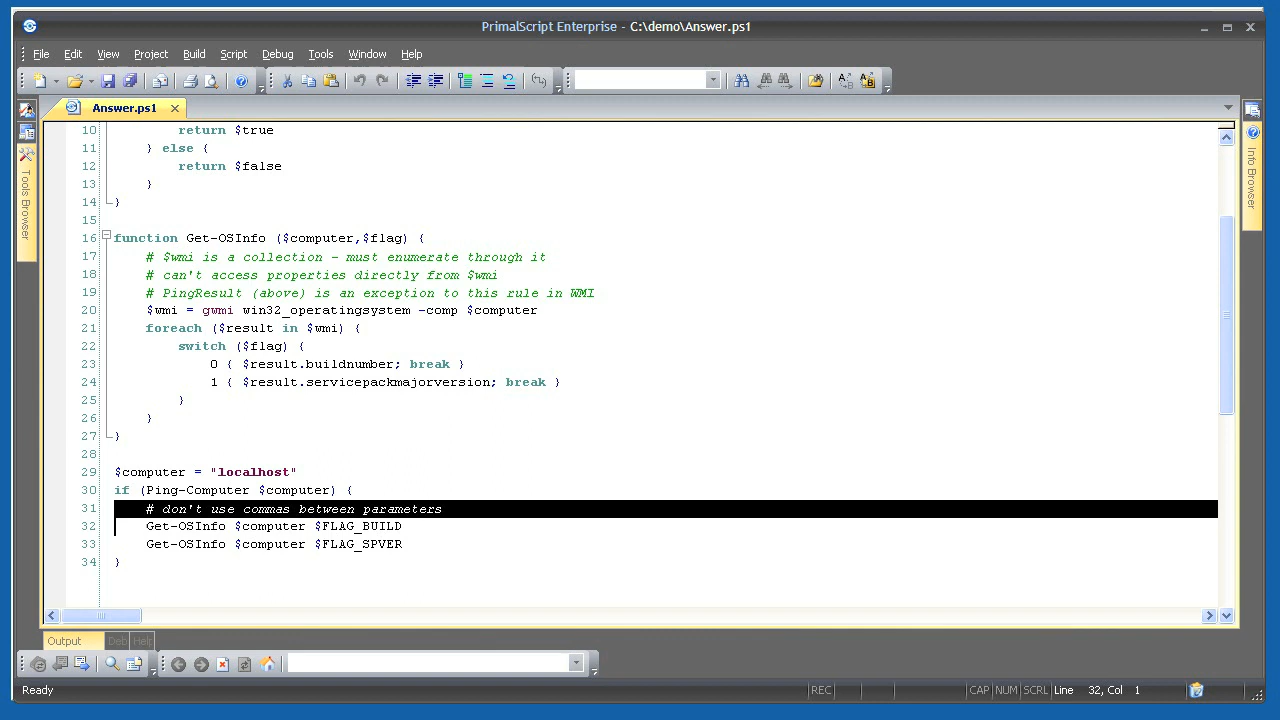 PrimalScript Enterprise - C:\demo\Answer.ps1
File Edit View Project Build Script Debug Tools Window Help
Answer.ps1
Tools Browser
Info Browser
10 return $true
11 } else {
12 return $false
13 }
14 }
15
16 function Get-OSInfo ($computer,$flag) {
17 # $wmi is a collection - must enumerate through it
18 # can't access properties directly from $wmi
19 # PingResult (above) is an exception to this rule in WMI
20 $wmi = gwmi win32_operatingsystem -comp $computer
21 foreach ($result in $wmi) {
22 switch ($flag) {
23 0 { $result.buildnumber; break }
24 1 { $result.servicepackmajorversion; break }
25 }
26 }
27 }
28
29 $computer = "localhost"
30 if (Ping-Computer $computer) {
31 # don't use commas between parameters
32 Get-OSInfo $computer $FLAG_BUILD
33 Get-OSInfo $computer $FLAG_SPVER
34 }
Output Deb Help
Ready REC CAP NUM SCRL Line 32, Col 1